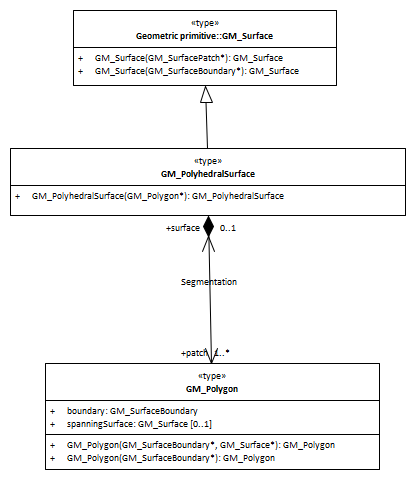 «type»
Geometric primitive::GM_Surface
+ GM_Surface(GM_SurfacePatch*): GM_Surface
+ GM_Surface(GM_SurfaceBoundary*): GM_Surface
«type»
GM_PolyhedralSurface
+ GM_PolyhedralSurface(GM_Polygon*): GM_PolyhedralSurface
+surface 0..1
Segmentation
+patch 1..*
«type»
GM_Polygon
+ boundary: GM_SurfaceBoundary
+ spanningSurface: GM_Surface [0..1]
+ GM_Polygon(GM_SurfaceBoundary*, GM_Surface*): GM_Polygon
+ GM_Polygon(GM_SurfaceBoundary*): GM_Polygon